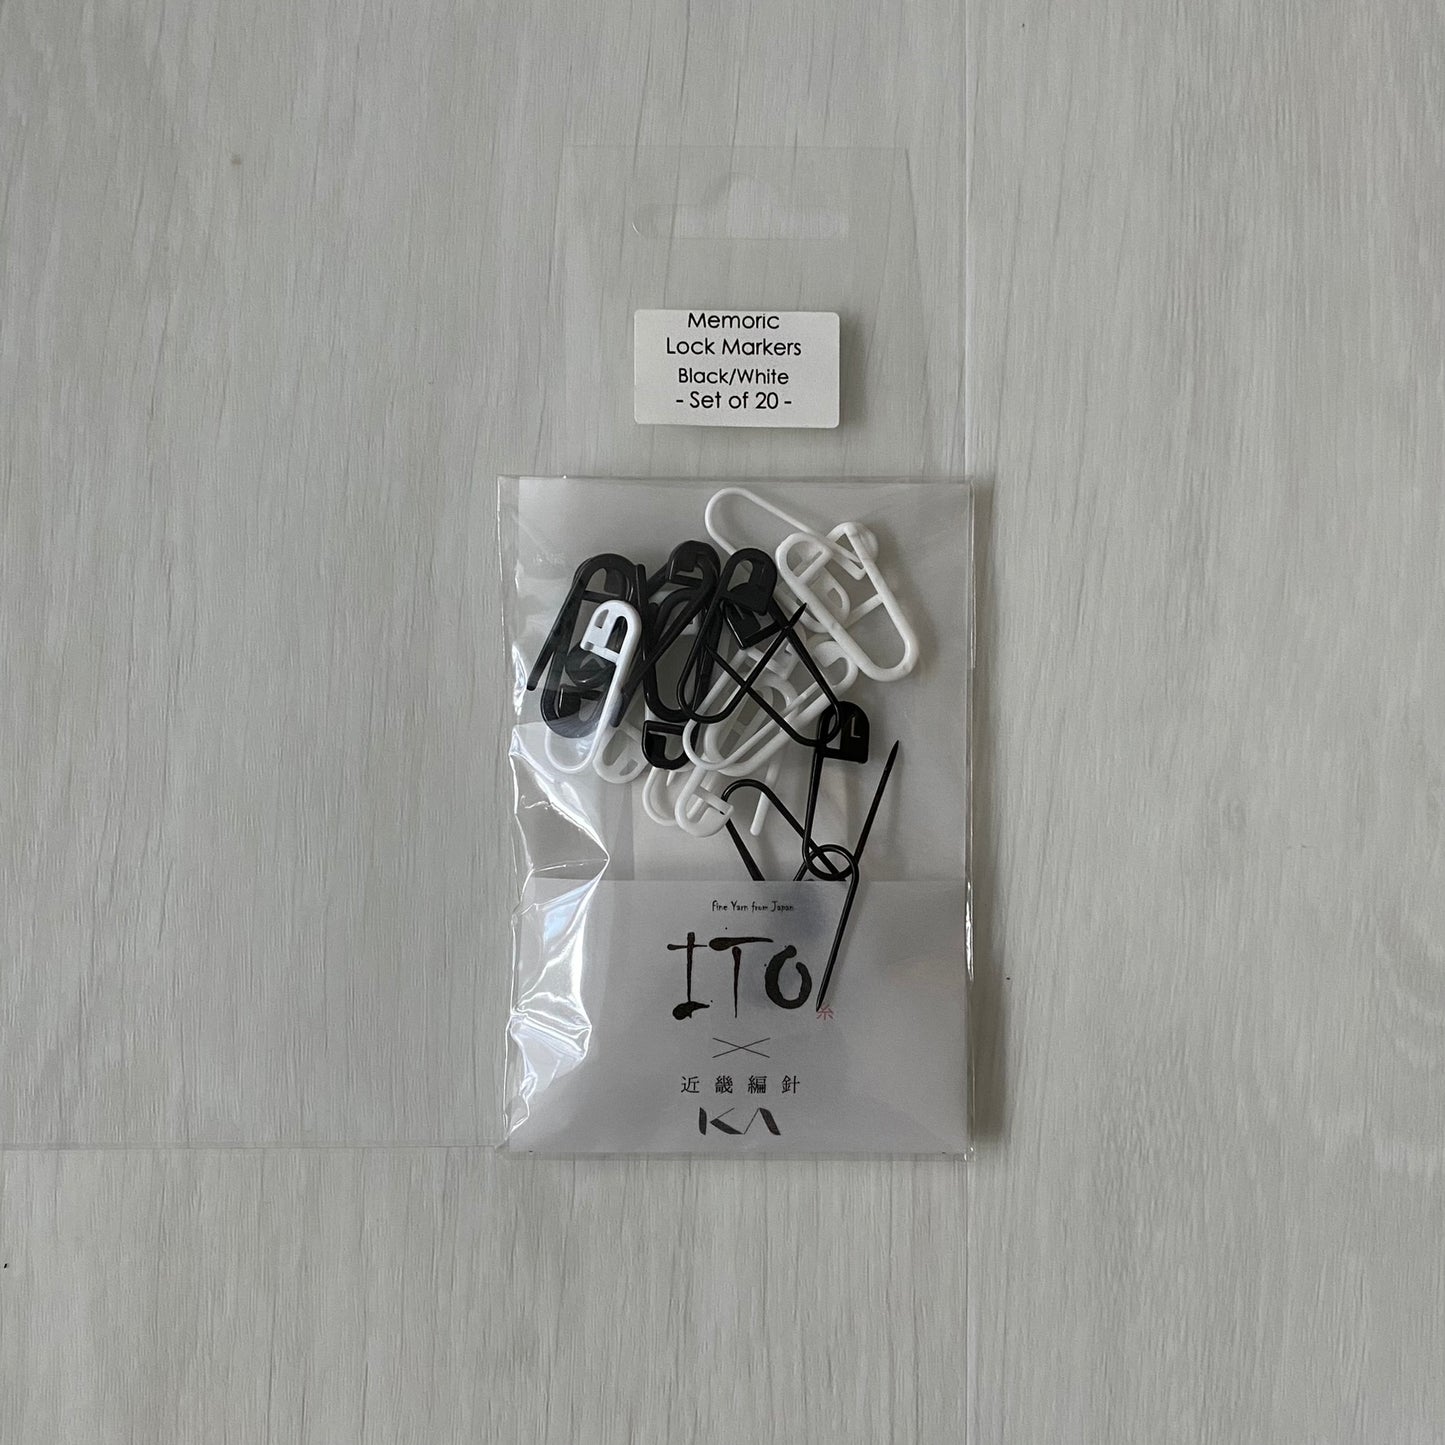 Memoric
Lock Markers
Black/White
- Set of 20 -
Fine Yarn from Japan
ITO
糸
×
近畿編針
KA